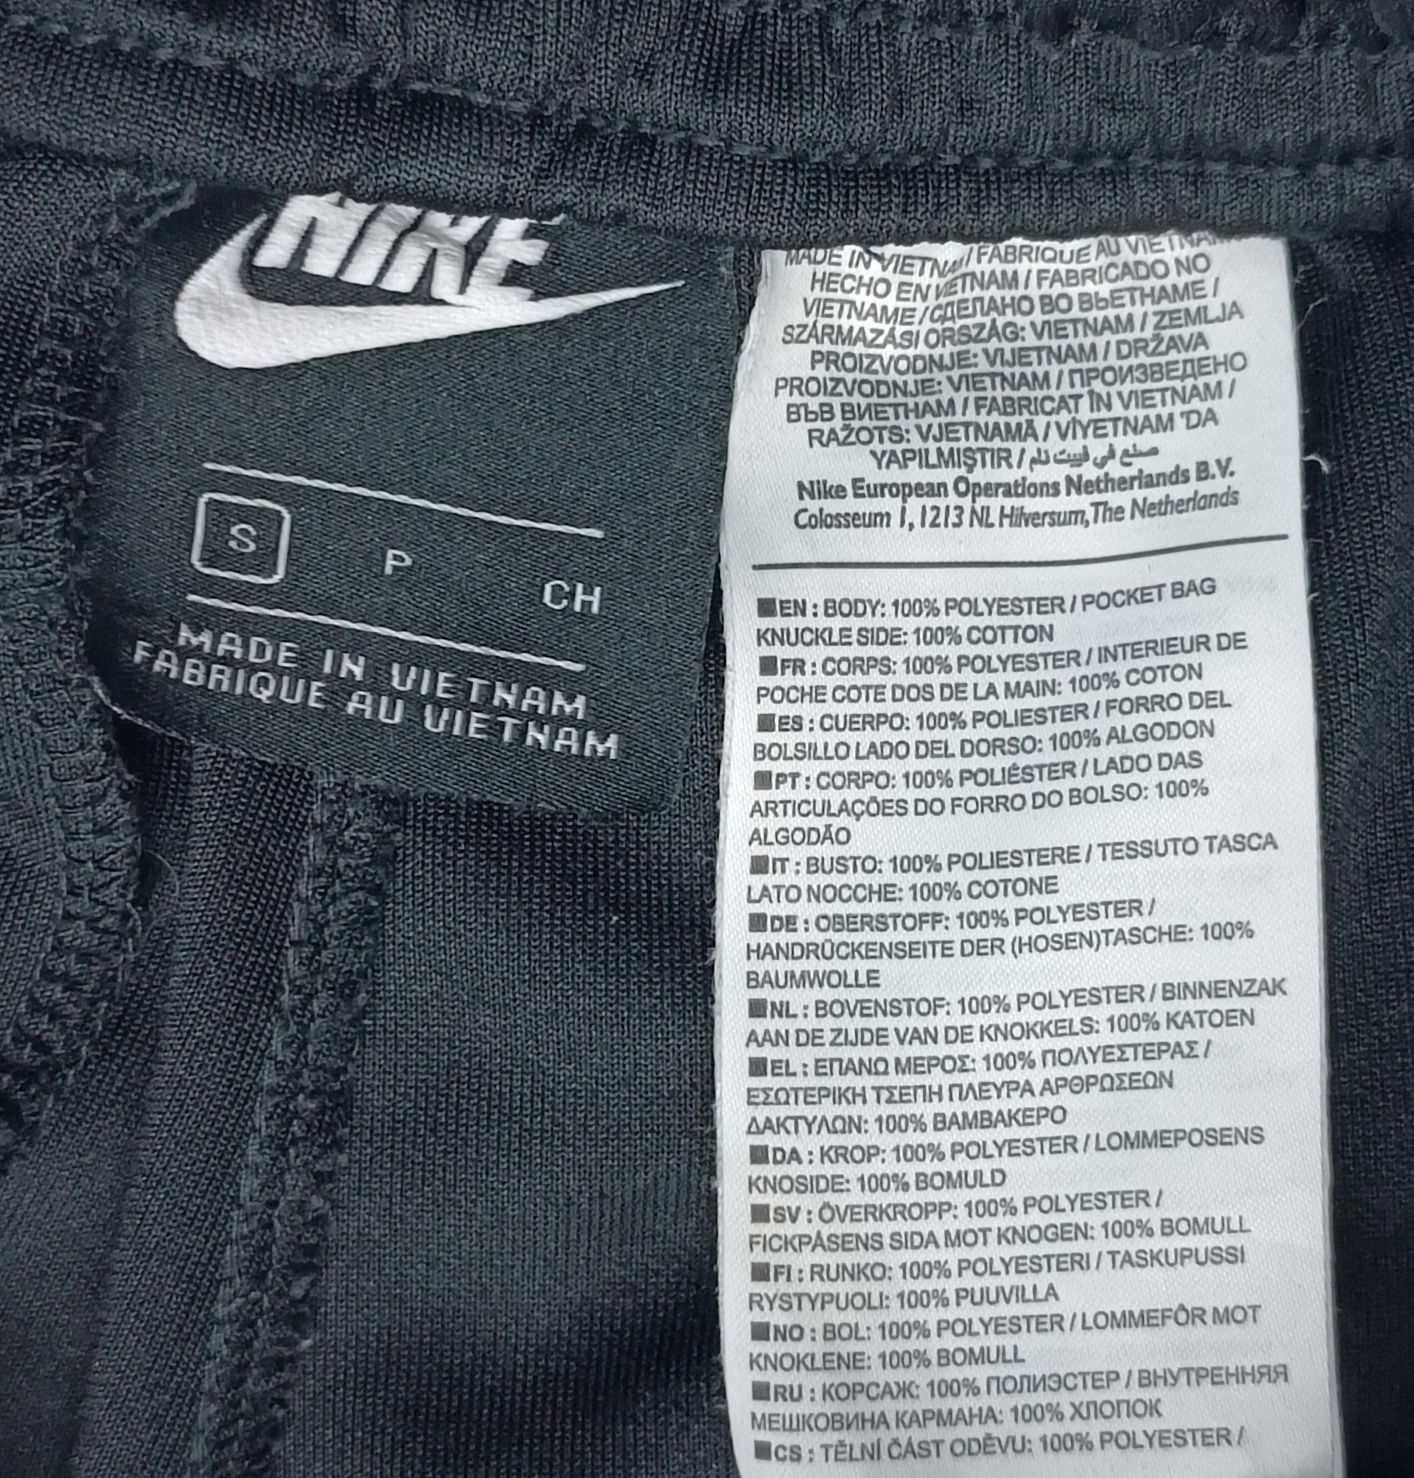 NIKE
S P CH
MADE IN VIETNAM
FABRIQUE AU VIETNAM
MADE IN VIETNAM / FABRIQUE AU VIETNAM
HECHO EN VIETNAM / FABRICADO NO
VIETNAME / СДЕЛАНО ВО ВЬЕТНАМЕ /
SZÁRMAZÁSI ORSZÁG: VIETNAM / ZEMLJA
PROIZVODNJE: VIJETNAM / DRŽAVA
PROIZVODNJE: VIETNAM / ПРОИЗВЕДЕНО
ВЪВ ВИЕТНАМ / FABRICAT ÎN VIETNAM /
RAŽOTS: VJETNAMĀ / VİYETNAM 'DA
YAPILMIŞTIR / صنع في فييت نام
Nike European Operations Netherlands B.V.
Colosseum 1, 1213 NL Hilversum, The Netherlands
EN : BODY: 100% POLYESTER / POCKET BAG
KNUCKLE SIDE: 100% COTTON
FR : CORPS: 100% POLYESTER / INTERIEUR DE
POCHE COTE DOS DE LA MAIN: 100% COTON
ES : CUERPO: 100% POLIESTER / FORRO DEL
BOLSILLO LADO DEL DORSO: 100% ALGODON
PT : CORPO: 100% POLIÉSTER / LADO DAS
ARTICULAÇÕES DO FORRO DO BOLSO: 100%
ALGODÃO
IT : BUSTO: 100% POLIESTERE / TESSUTO TASCA
LATO NOCCHE: 100% COTONE
DE : OBERSTOFF: 100% POLYESTER /
HANDRÜCKENSEITE DER (HOSEN)TASCHE: 100%
BAUMWOLLE
NL : BOVENSTOF: 100% POLYESTER / BINNENZAK
AAN DE ZIJDE VAN DE KNOKKELS: 100% KATOEN
EL : ΕΠΑΝΩ ΜΕΡΟΣ: 100% ΠΟΛΥΕΣΤΕΡΑΣ /
ΕΣΩΤΕΡΙΚΗ ΤΣΕΠΗ ΠΛΕΥΡΑ ΑΡΘΡΩΣΕΩΝ
ΔΑΚΤΥΛΩΝ: 100% ΒΑΜΒΑΚΕΡΟ
DA : KROP: 100% POLYESTER / LOMMEPOSENS
KNOSIDE: 100% BOMULD
SV : ÖVERKROPP: 100% POLYESTER /
FICKPÅSENS SIDA MOT KNOGEN: 100% BOMULL
FI : RUNKO: 100% POLYESTERI / TASKUPUSSI
RYSTYPUOLI: 100% PUUVILLA
NO : BOL: 100% POLYESTER / LOMMEFÔR MOT
KNOKLENE: 100% BOMULL
RU : КОРСАЖ: 100% ПОЛИЭСТЕР / ВНУТРЕННЯЯ
МЕШКОВИНА КАРМАНА: 100% ХЛОПОК
CS : TĚLNÍ ČÁST ODĚVU: 100% POLYESTER /